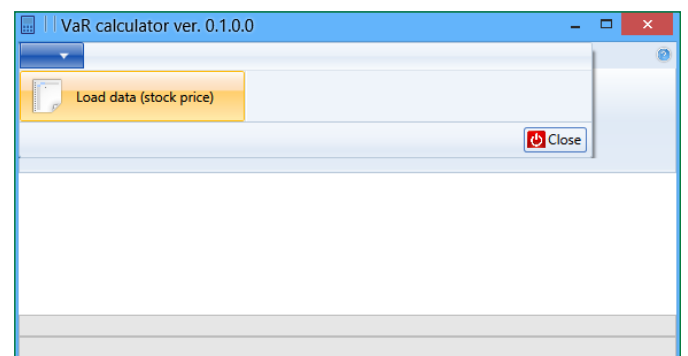 VaR calculator ver. 0.1.0.0
Load data (stock price)
Close